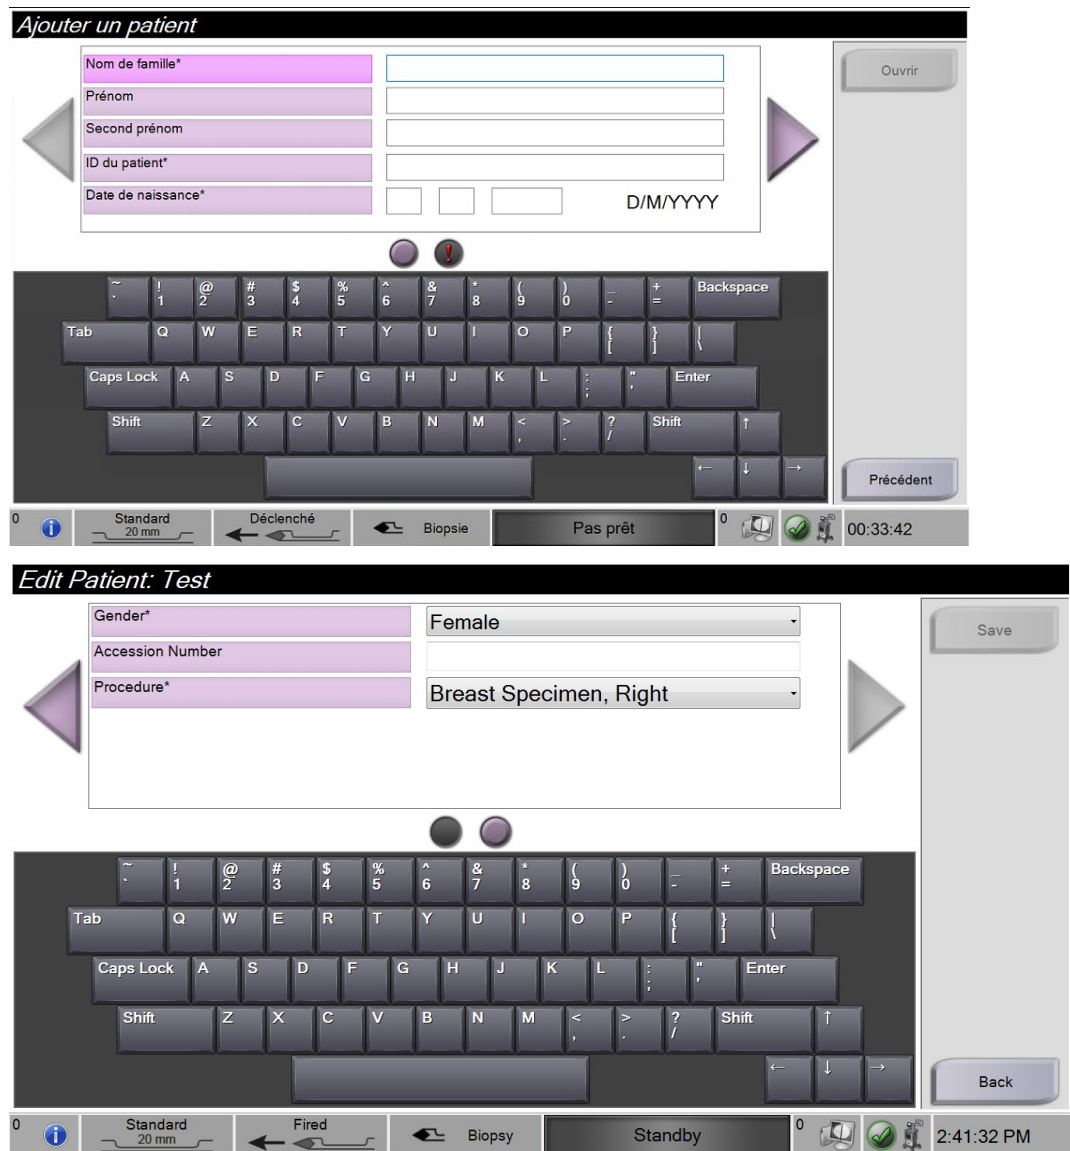 Ajouter un patient
Nom de famille*
Prénom
Second prénom
ID du patient*
Date de naissance* D/M/YYYY
Ouvrir
~ ! @ # $ % ^ & * ( ) _ + Backspace
` 1 2 3 4 5 6 7 8 9 0 - =
Tab Q W E R T Y U I O P { } |
[ ] \
Caps Lock A S D F G H J K L : " Enter
; '
Shift Z X C V B N M < > ? Shift ↑
, . /
← ↓ →
Précédent
0 Standard Déclenché Biopsie Pas prêt 0 00:33:42
20 mm
Edit Patient: Test
Gender* Female
Accession Number
Procedure* Breast Specimen, Right
Save
~ ! @ # $ % ^ & * ( ) _ + Backspace
` 1 2 3 4 5 6 7 8 9 0 - =
Tab Q W E R T Y U I O P { } |
[ ] \
Caps Lock A S D F G H J K L : " Enter
; '
Shift Z X C V B N M < > ? Shift ↑
, . /
← ↓ →
Back
0 Standard Fired Biopsy Standby 0 2:41:32 PM
20 mm